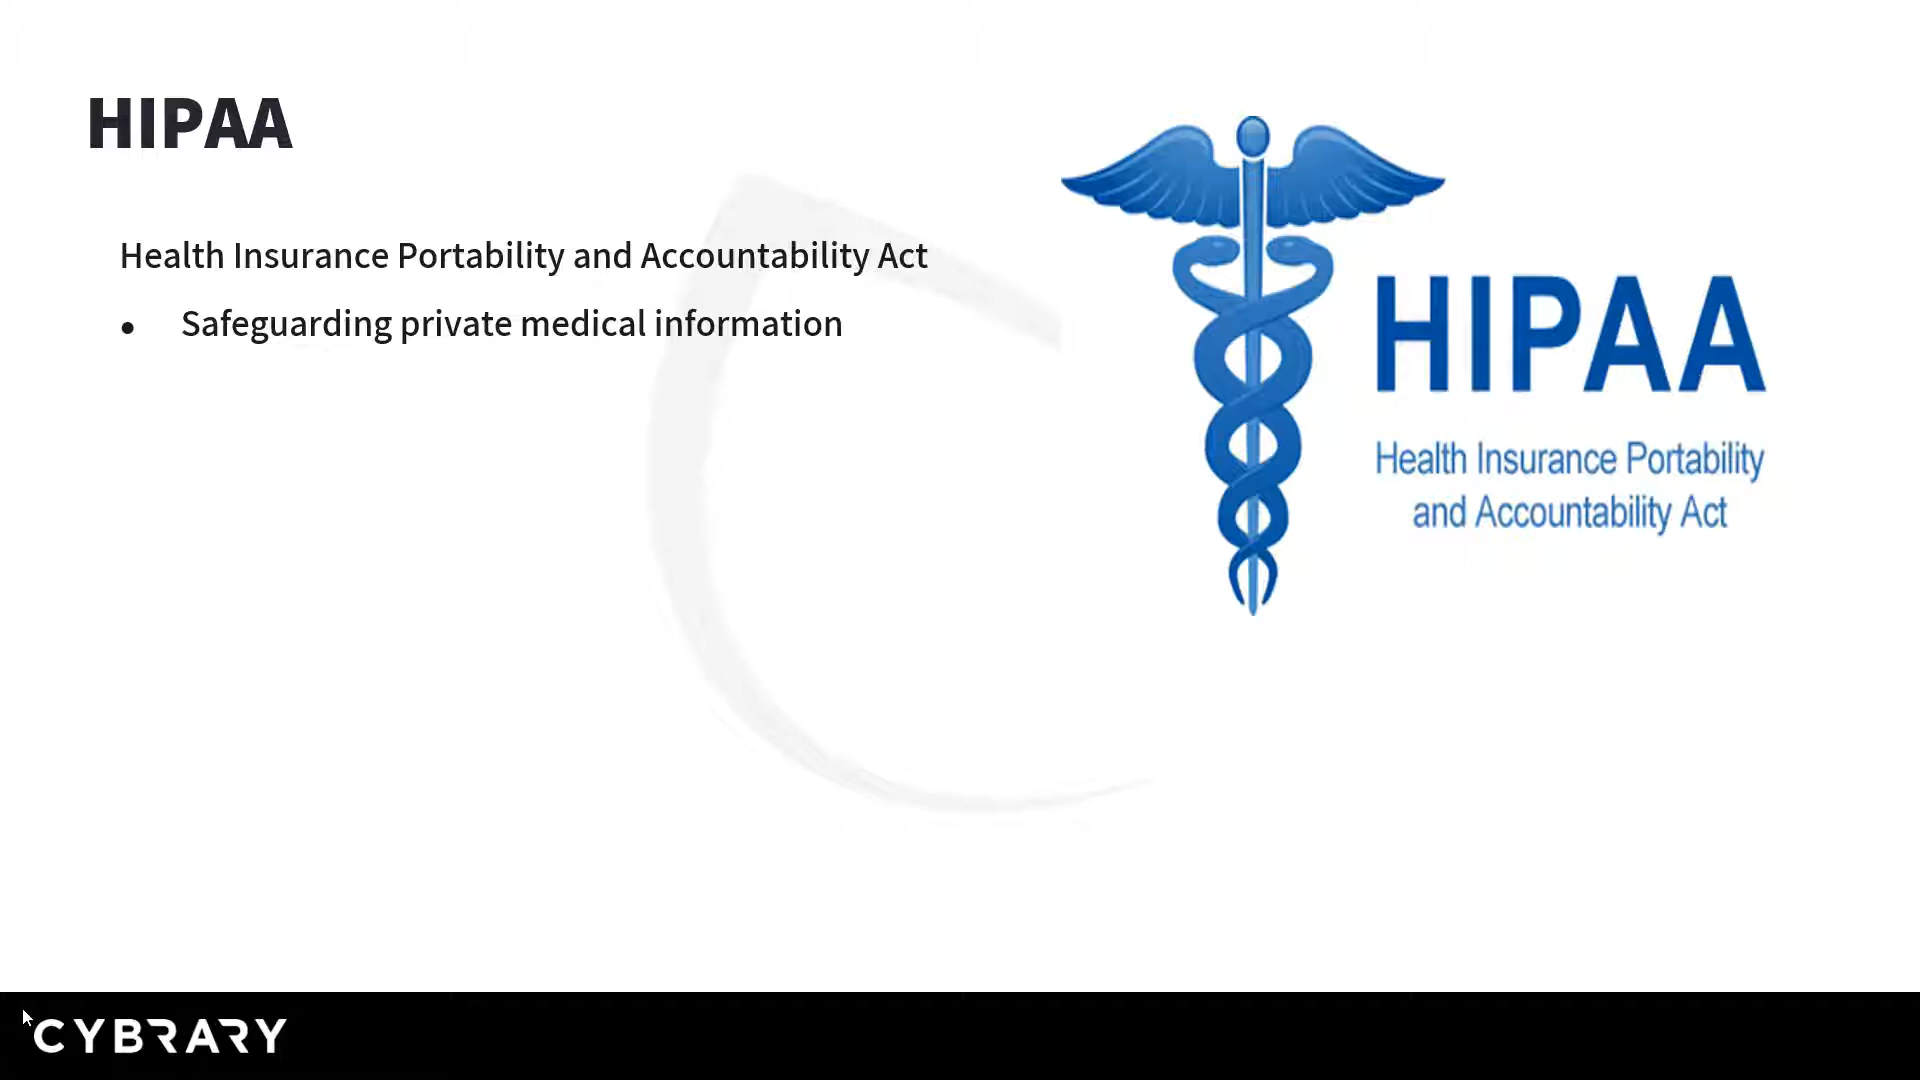 HIPAA
Health Insurance Portability and Accountability Act
• Safeguarding private medical information
HIPAA
Health Insurance Portability
and Accountability Act
CYBRARY